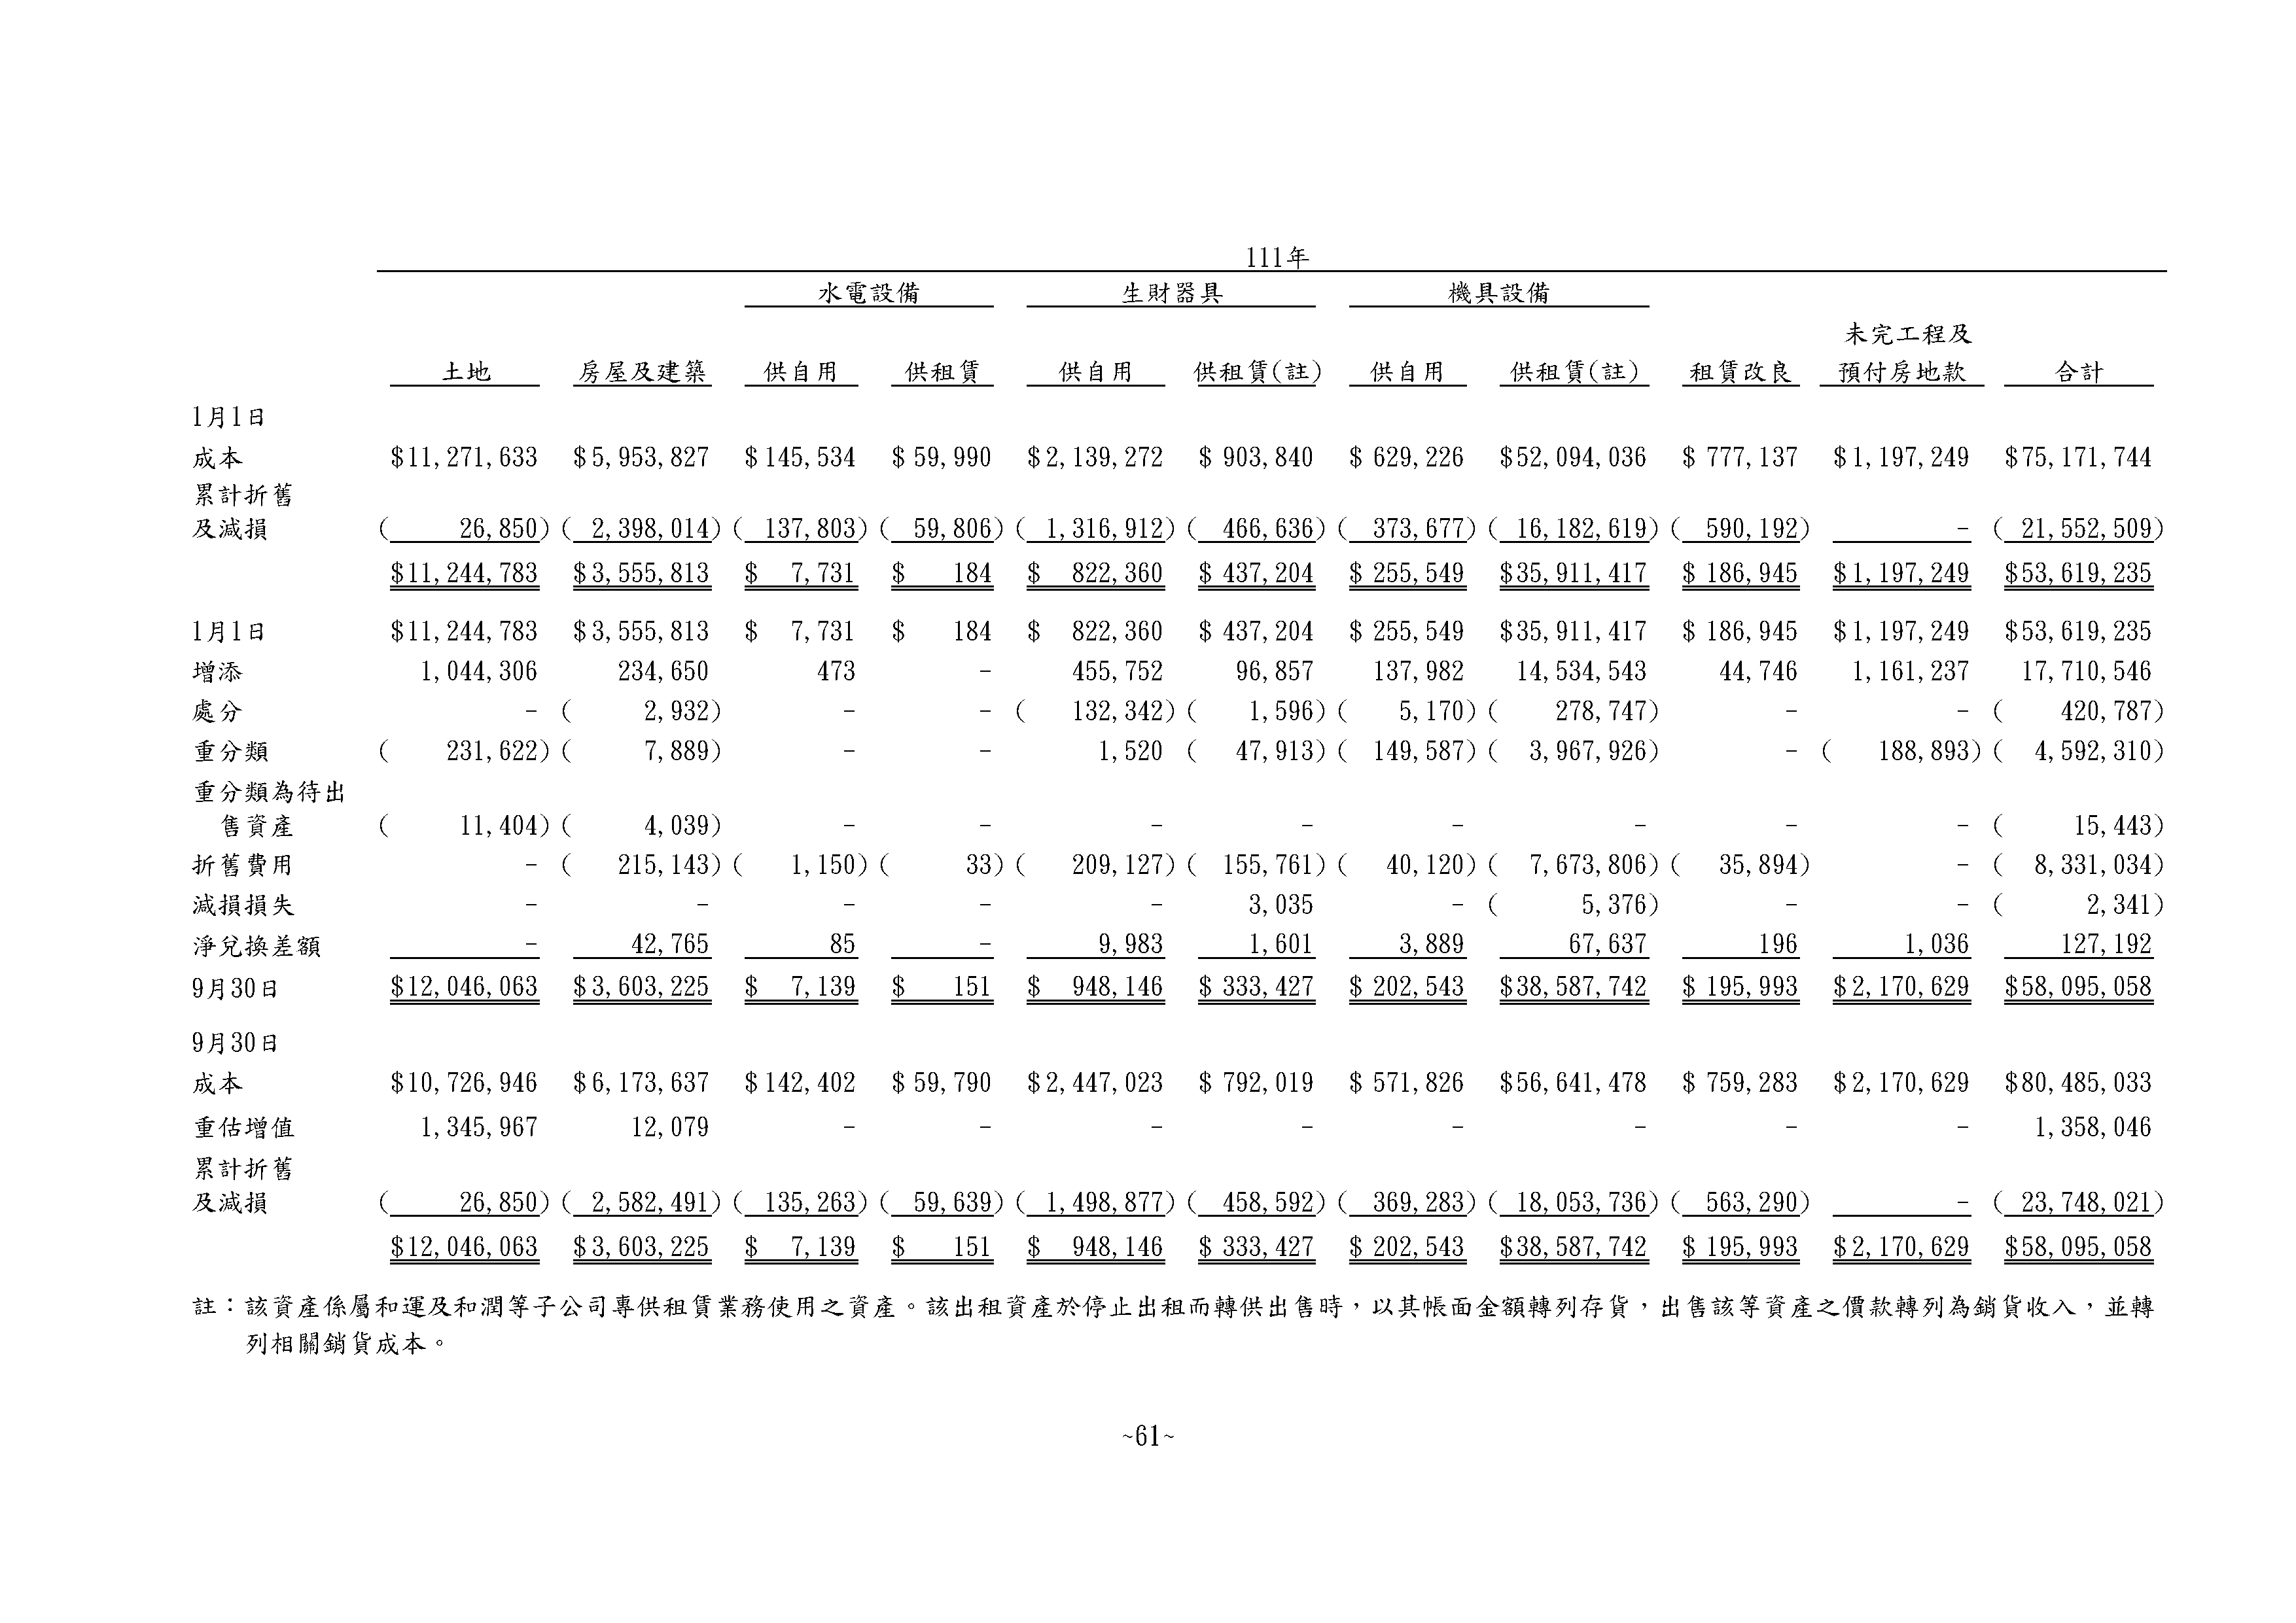 111年
水電設備 生財器具 機具設備
未完工程及
土地 房屋及建築 供自用 供租賃 供自用 供租賃(註) 供自用 供租賃(註) 租賃改良 預付房地款 合計
1月1日
成本 $11,271,633 $5,953,827 $145,534 $59,990 $2,139,272 $903,840 $629,226 $52,094,036 $777,137 $1,197,249 $75,171,744
累計折舊
及減損 ( 26,850) ( 2,398,014) ( 137,803) ( 59,806) ( 1,316,912) ( 466,636) ( 373,677) ( 16,182,619) ( 590,192) - ( 21,552,509)
$11,244,783 $3,555,813 $ 7,731 $ 184 $ 822,360 $437,204 $255,549 $35,911,417 $186,945 $1,197,249 $53,619,235
1月1日 $11,244,783 $3,555,813 $ 7,731 $ 184 $ 822,360 $437,204 $255,549 $35,911,417 $186,945 $1,197,249 $53,619,235
增添 1,044,306 234,650 473 - 455,752 96,857 137,982 14,534,543 44,746 1,161,237 17,710,546
處分 - ( 2,932) - - ( 132,342) ( 1,596) ( 5,170) ( 278,747) - - ( 420,787)
重分類 ( 231,622) ( 7,889) - - 1,520 ( 47,913) ( 149,587) ( 3,967,926) - ( 188,893) ( 4,592,310)
重分類為待出
售資產 ( 11,404) ( 4,039) - - - - - - - - ( 15,443)
折舊費用 - ( 215,143) ( 1,150) ( 33) ( 209,127) ( 155,761) ( 40,120) ( 7,673,806) ( 35,894) - ( 8,331,034)
減損損失 - - - - - 3,035 - ( 5,376) - - ( 2,341)
淨兌換差額 - 42,765 85 - 9,983 1,601 3,889 67,637 196 1,036 127,192
9月30日 $12,046,063 $3,603,225 $ 7,139 $ 151 $ 948,146 $333,427 $202,543 $38,587,742 $195,993 $2,170,629 $58,095,058
9月30日
成本 $10,726,946 $6,173,637 $142,402 $59,790 $2,447,023 $792,019 $571,826 $56,641,478 $759,283 $2,170,629 $80,485,033
重估增值 1,345,967 12,079 - - - - - - - - 1,358,046
累計折舊
及減損 ( 26,850) ( 2,582,491) ( 135,263) ( 59,639) ( 1,498,877) ( 458,592) ( 369,283) ( 18,053,736) ( 563,290) - ( 23,748,021)
$12,046,063 $3,603,225 $ 7,139 $ 151 $ 948,146 $333,427 $202,543 $38,587,742 $195,993 $2,170,629 $58,095,058
註：該資產係屬和運及和潤等子公司專供租賃業務使用之資產。該出租資產於停止出租而轉供出售時，以其帳面金額轉列存貨，出售該等資產之價款轉列為銷貨收入，並轉
列相關銷貨成本。
~61~